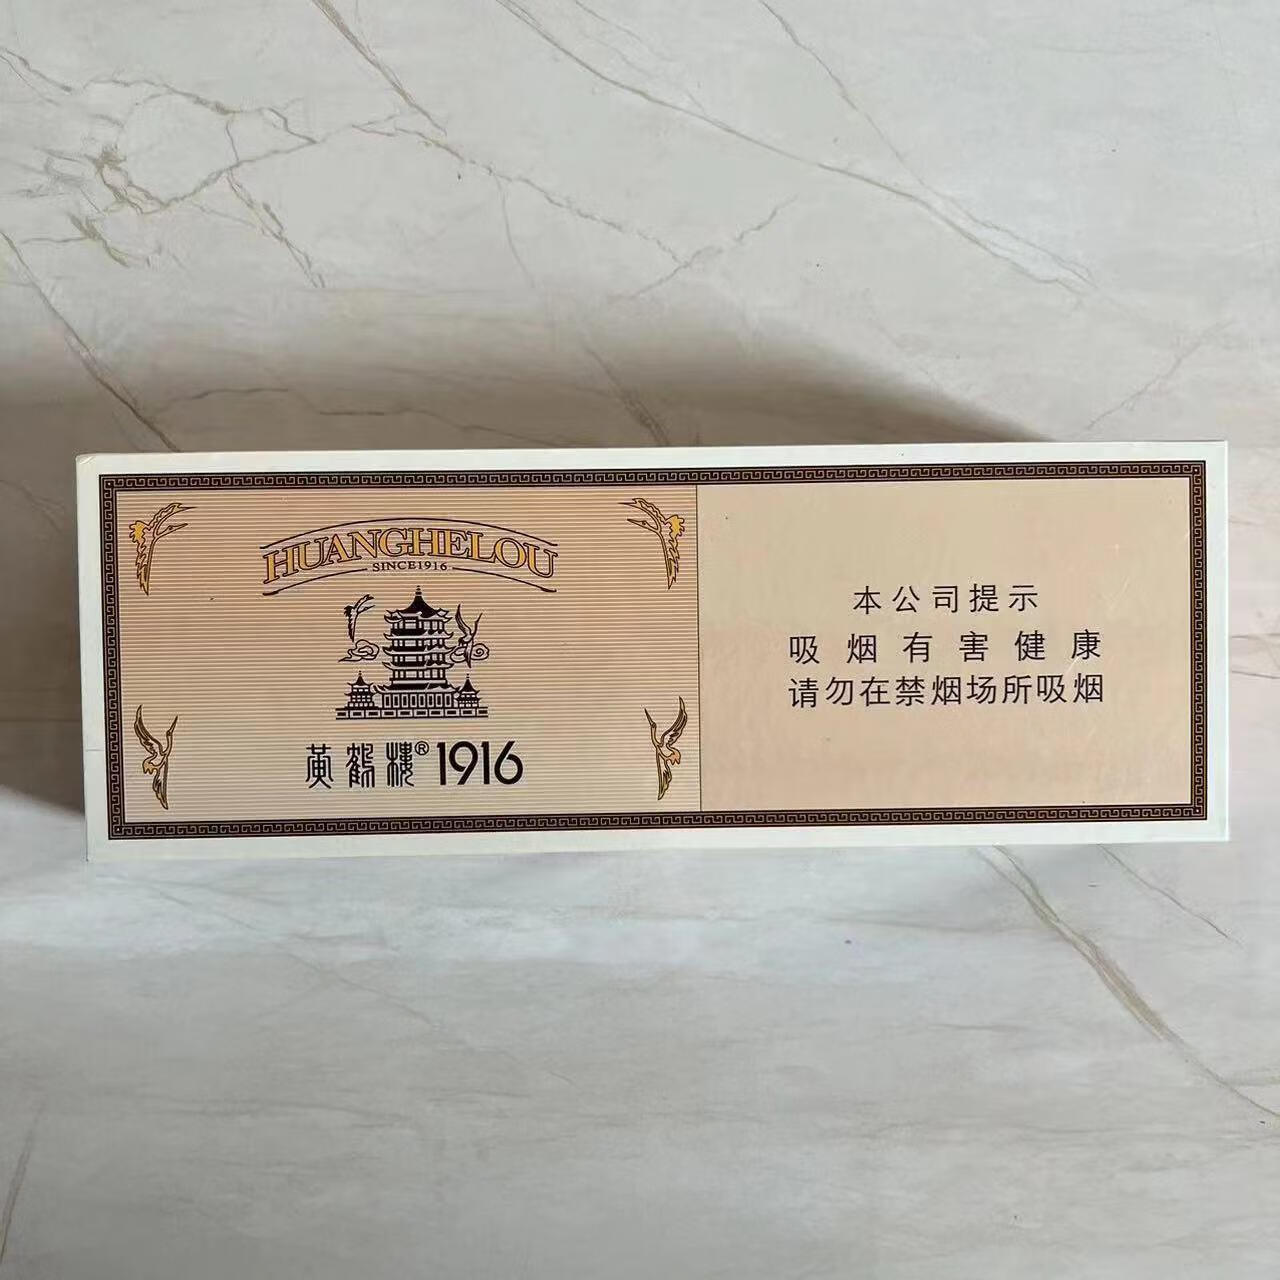 HUANGHELOU
SINCE1916
黄鹤楼®1916
本公司提示
吸烟有害健康
请勿在禁烟场所吸烟